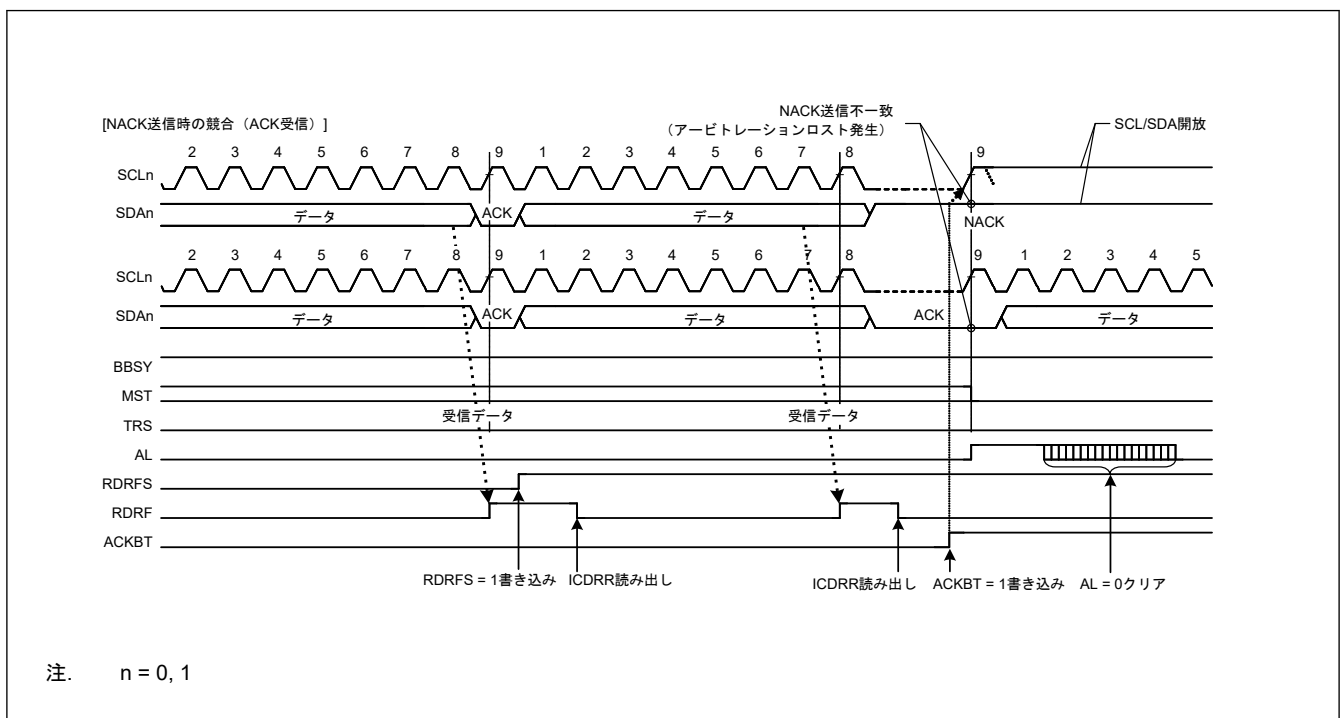 NACK送信不一致
[NACK送信時の競合（ACK受信）]
（アービトレーションロスト発生）
SCL/SDA開放
2 3 4 5 6 7 8 9 1 2 3 4 5 6 7 8 9
SCLn
SDAn データ ACK データ NACK
2 3 4 5 6 7 8 9 1 2 3 4 5 6 7 8 9 1 2 3 4 5
SCLn
SDAn データ ACK データ ACK データ
BBSY
MST
受信データ 受信データ
TRS
AL
RDRFS
RDRF
ACKBT
RDRFS = 1書き込み ICDRR読み出し ICDRR読み出し ACKBT = 1書き込み AL = 0クリア
注. n = 0, 1